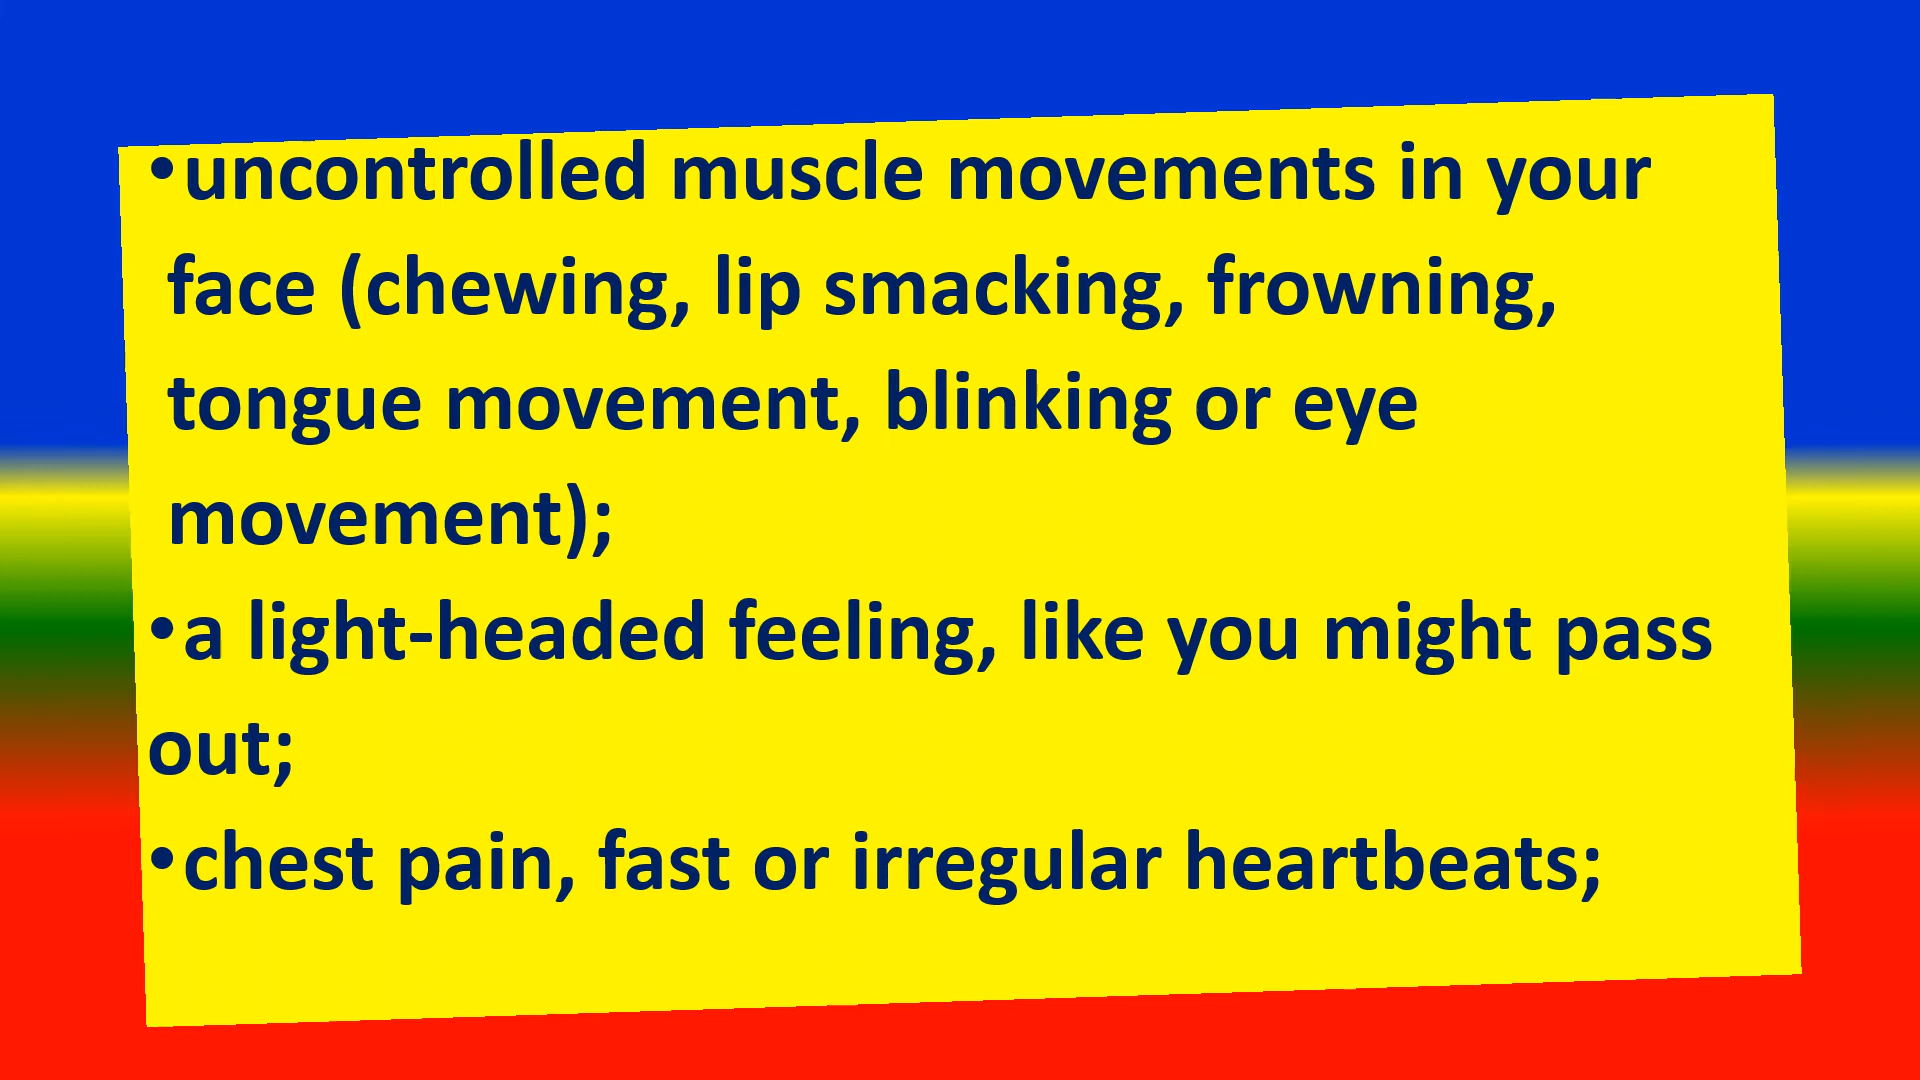 •uncontrolled muscle movements in your
face (chewing, lip smacking, frowning,
tongue movement, blinking or eye
movement);
•a light-headed feeling, like you might pass
out;
•chest pain, fast or irregular heartbeats;